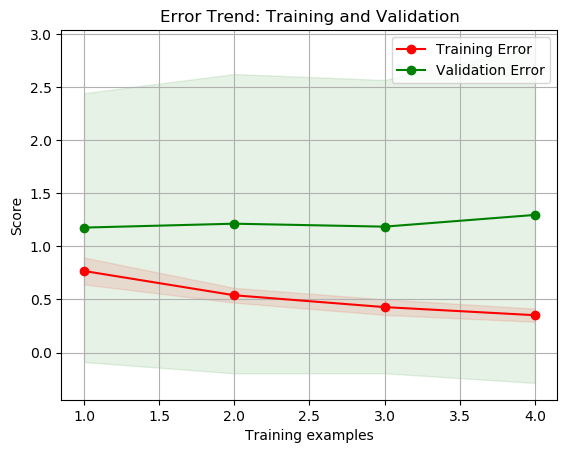 Error Trend: Training and Validation
3.0
Training Error
Validation Error
2.5
2.0
1.5
1.0
0.5
0.0
Score
1.0 1.5 2.0 2.5 3.0 3.5 4.0
Training examples